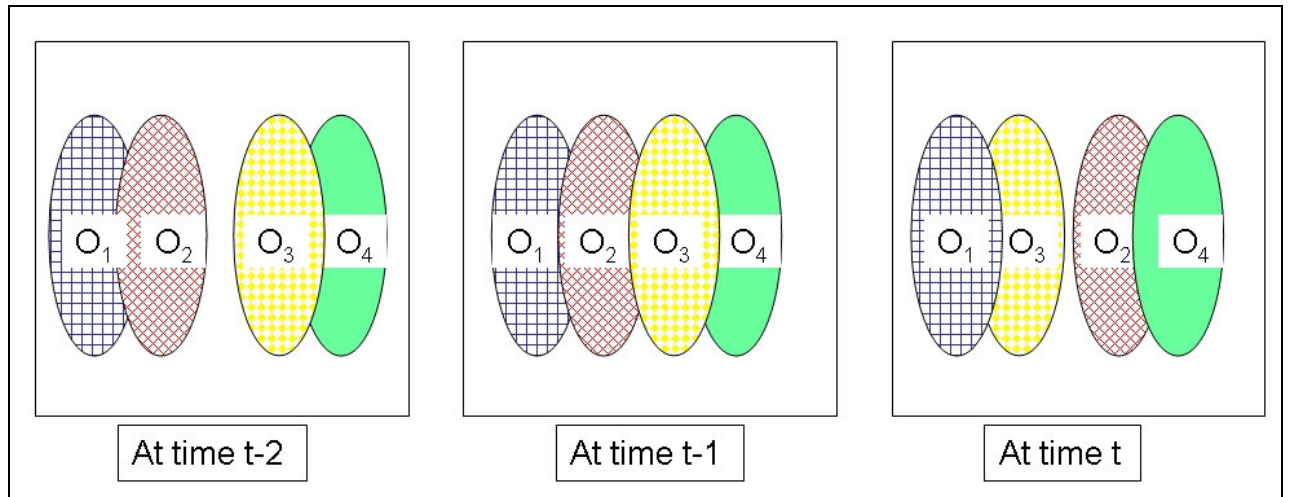 O1 O2 O3 O4
O1 O2 O3 O4
O1 O3 O2 O4
At time t-2
At time t-1
At time t